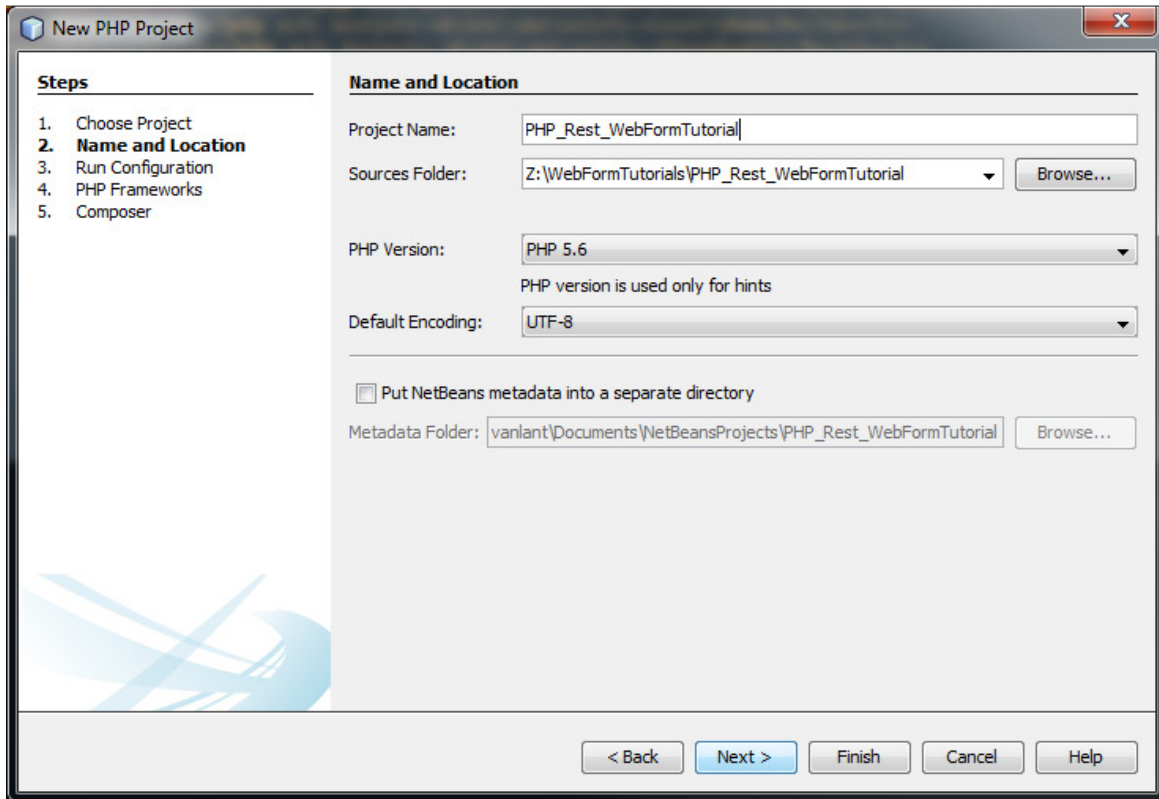 New PHP Project
Steps
1. Choose Project
2. Name and Location
3. Run Configuration
4. PHP Frameworks
5. Composer
Name and Location
Project Name: PHP_Rest_WebFormTutorial
Sources Folder: Z:\WebFormTutorials\PHP_Rest_WebFormTutorial Browse...
PHP Version: PHP 5.6
PHP version is used only for hints
Default Encoding: UTF-8
Put NetBeans metadata into a separate directory
Metadata Folder: vanlant\Documents\NetBeansProjects\PHP_Rest_WebFormTutorial Browse...
< Back Next > Finish Cancel Help